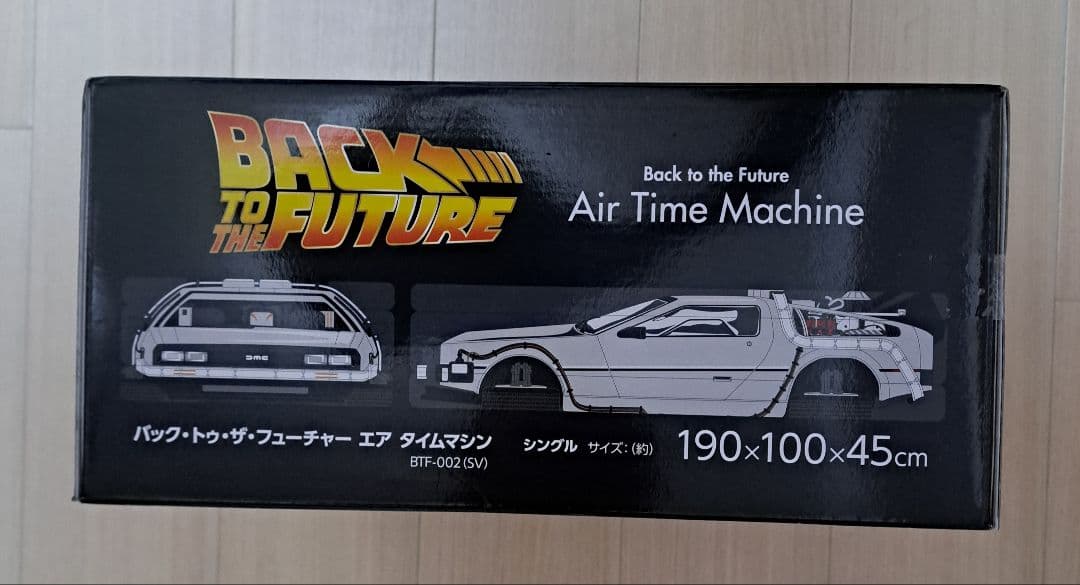 BACK
TO THE FUTURE
Back to the Future
Air Time Machine
DMC
バック・トゥ・ザ・フューチャー エア タイムマシン
BTF-002(SV)
シングル サイズ:(約) 190×100×45cm